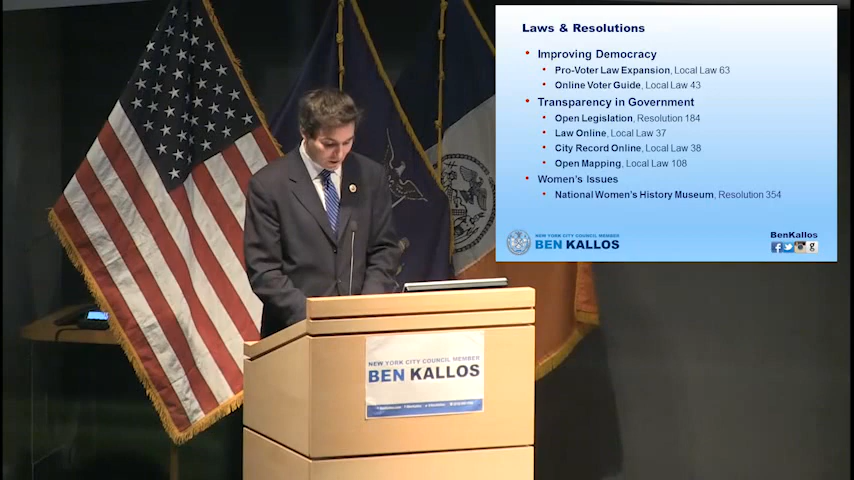 Laws & Resolutions
• Improving Democracy
• Pro-Voter Law Expansion, Local Law 63
• Online Voter Guide, Local Law 43
• Transparency in Government
• Open Legislation, Resolution 184
• Law Online, Local Law 37
• City Record Online, Local Law 38
• Open Mapping, Local Law 108
• Women's Issues
• National Women's History Museum, Resolution 354
NEW YORK CITY COUNCIL MEMBER
BEN KALLOS
BenKallos
NEW YORK CITY COUNCIL MEMBER
BEN KALLOS